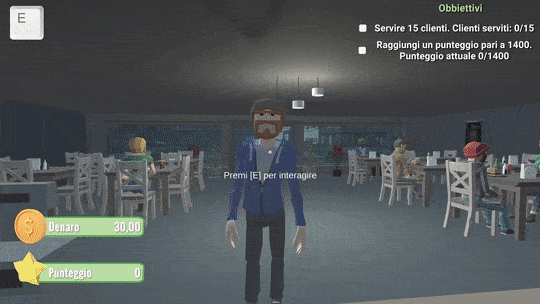 E
Obbiettivi
Servire 15 clienti. Clienti serviti: 0/15
Raggiungi un punteggio pari a 1400.
Punteggio attuale 0/1400
Premi [E] per interagire
Denaro 30,00
Punteggio 0